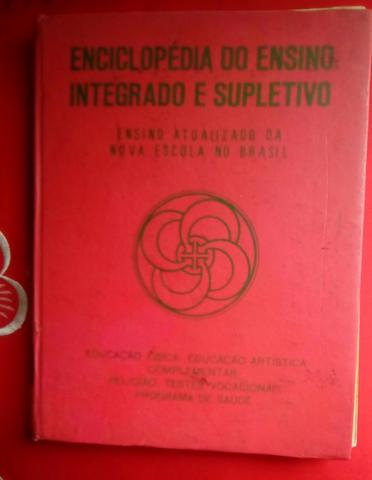 ENCICLOPÉDIA DO ENSINO
INTEGRADO E SUPLETIVO
ENSINO ATUALIZADO DA
NOVA ESCOLA NO BRASIL
EDUCAÇÃO FÍSICA, EDUCAÇÃO ARTÍSTICA
COMPLEMENTAR
RELIGIÃO, TESTES VOCACIONAIS
PROGRAMA DE SAÚDE